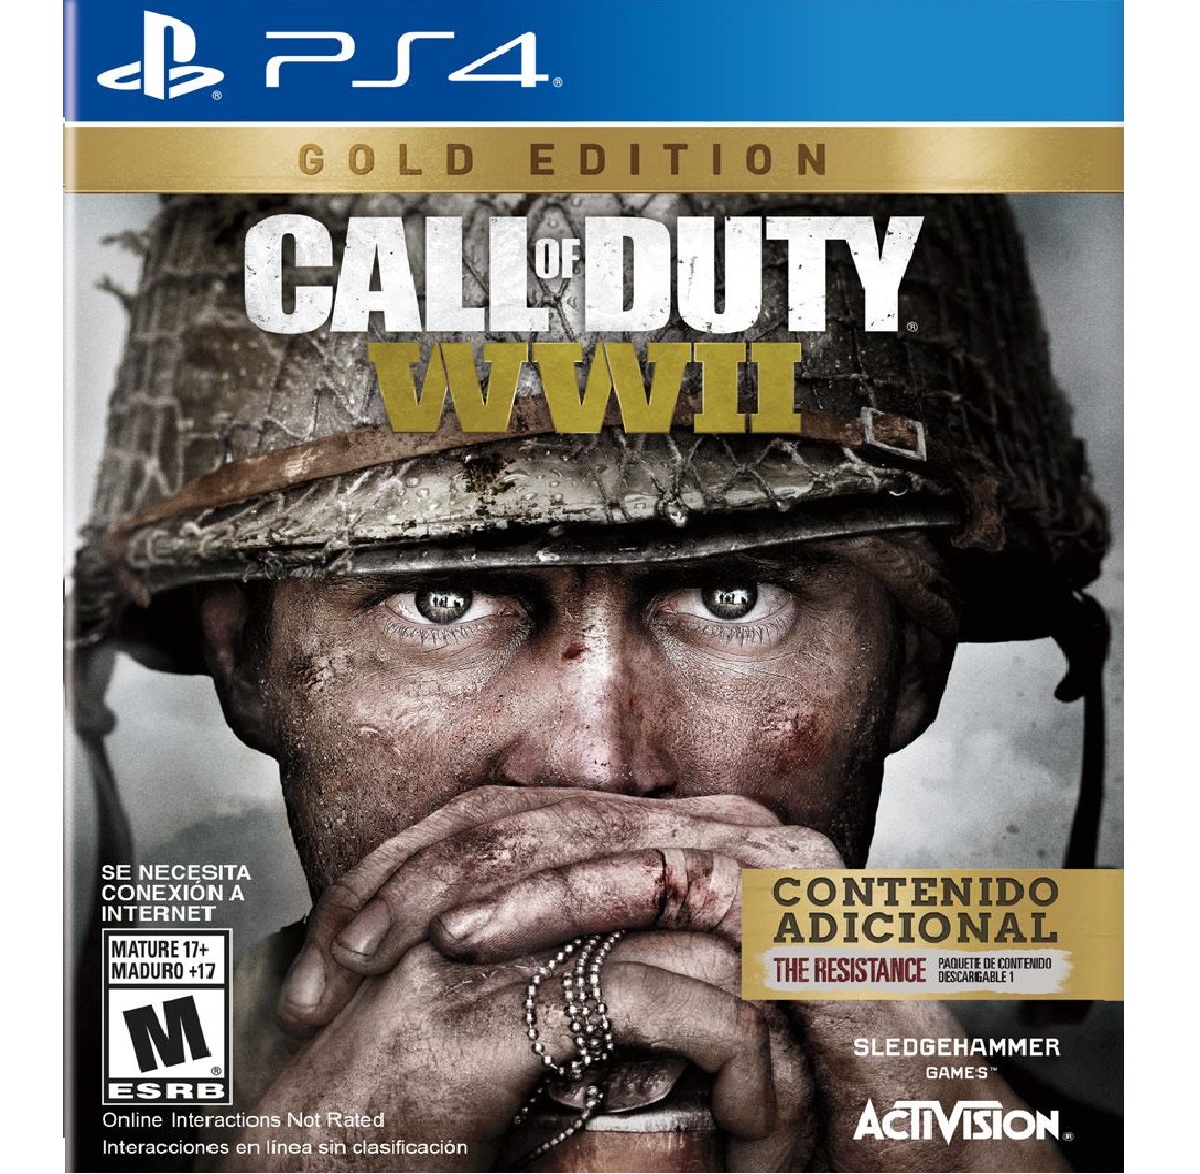 PS4
GOLD EDITION
CALL OF DUTY
WWII
SE NECESITA
CONEXIÓN A
INTERNET
MATURE 17+
MADURO +17
M
ESRB
Online Interactions Not Rated
Interacciones en línea sin clasificación
CONTENIDO
ADICIONAL
THE RESISTANCE PAQUETE DE CONTENIDO
DESCARGABLE 1
SLEDGEHAMMER
GAMES™
ACTIVISION®